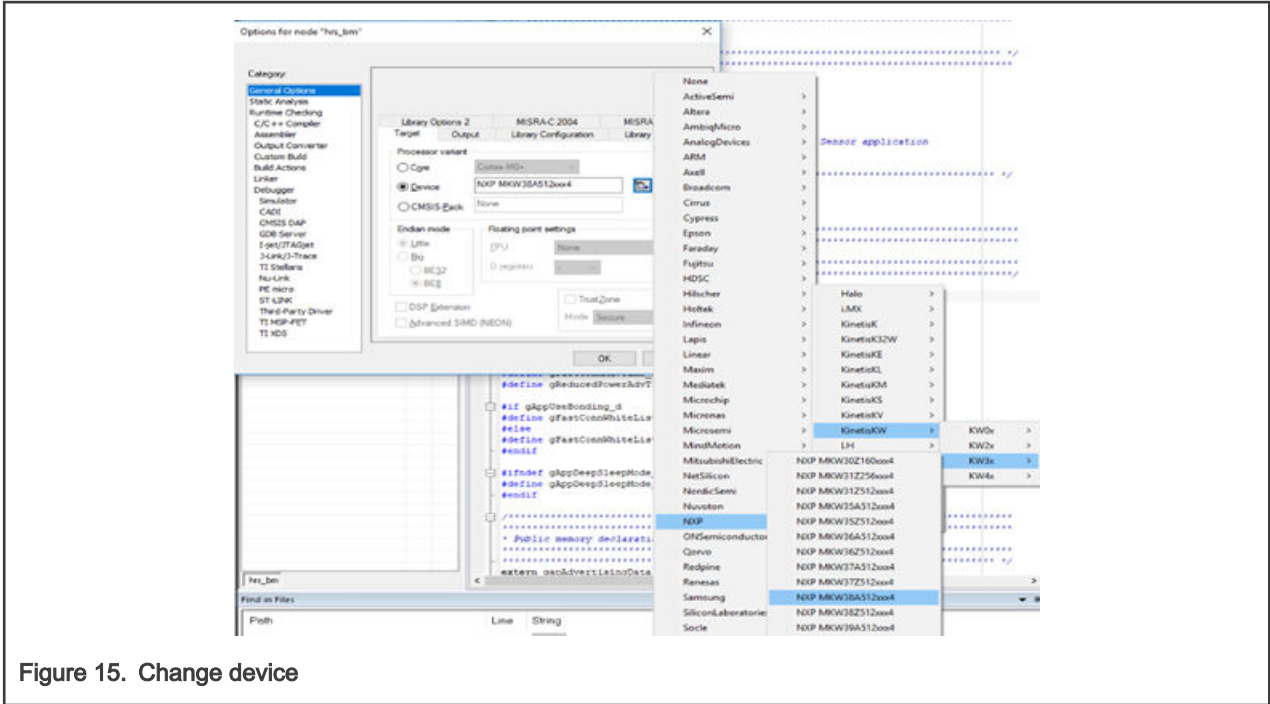 Options for node "hrs_bm"
Category:
General Options
Static Analysis
Runtime Checking
C/C++ Compiler
Assembler
Output Converter
Custom Build
Build Actions
Linker
Debugger
Simulator
CADI
CMSIS DAP
GDB Server
I-jet/JTAGjet
J-Link/J-Trace
TI Stellaris
Nu-Link
PE micro
ST-LINK
Third-Party Driver
TI MSP-FET
TI XDS
Library Options 2 MISRA-C:2004 MISRA
Target Output Library Configuration Library
Processor variant
Core Cortex-M0+
Device NXP MKW38A512xxx4
CMSIS-Pack None
Endian mode
Little
Big
BE32
BE8
Floating point settings
FPU None
D registers
DSP Extension
Advanced SIMD (NEON)
TrustZone
Mode Secure
OK
None
ActiveSemi
Altera
AmbiqMicro
AnalogDevices
ARM
Axell
Broadcom
Cirrus
Cypress
Epson
Faraday
Fujitsu
HDSC
Hilscher
Holtek
Infineon
Lapis
Linear
Maxim
Mediatek
Microchip
Micronas
Microsemi
MindMotion
MitsubishiElectric
NetSilicon
NordicSemi
Nuvoton
NXP
ONSemiconductor
Qorvo
Redpine
Renesas
Samsung
SiliconLaboratories
Socle
Halo
i.MX
KinetisK
KinetisK32W
KinetisKE
KinetisKL
KinetisKM
KinetisKS
KinetisKV
KinetisKW
LH
KW0x
KW2x
KW3x
KW4x
NXP MKW30Z160xxx4
NXP MKW31Z256xxx4
NXP MKW31Z512xxx4
NXP MKW35A512xxx4
NXP MKW35Z512xxx4
NXP MKW36A512xxx4
NXP MKW36Z512xxx4
NXP MKW37A512xxx4
NXP MKW37Z512xxx4
NXP MKW38A512xxx4
NXP MKW38Z512xxx4
NXP MKW39A512xxx4
Sensor application
#define gReducedPowerAdvT
#if gAppUseBonding_d
#define gFastConnWhiteLis
#else
#define gFastConnWhiteLis
#endif
#ifndef gAppDeepSleepMode_
#define gAppDeepSleepMode_
#endif
* Public memory declarati
extern gapAdvertisingData
hrs_bm
Find in Files
Path Line String
Figure 15. Change device